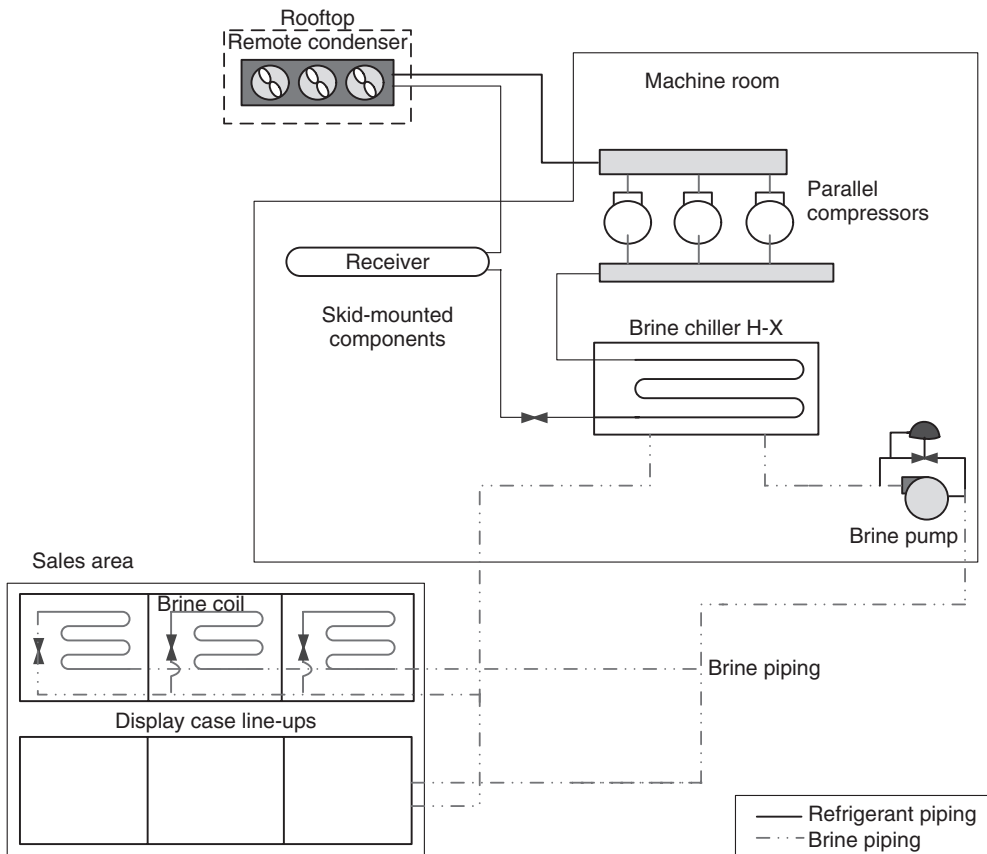 Rooftop
Remote condenser
Machine room
Parallel
compressors
Receiver
Skid-mounted
components
Brine chiller H-X
Brine pump
Sales area
Brine coil
Brine piping
Display case line-ups
Refrigerant piping
Brine piping